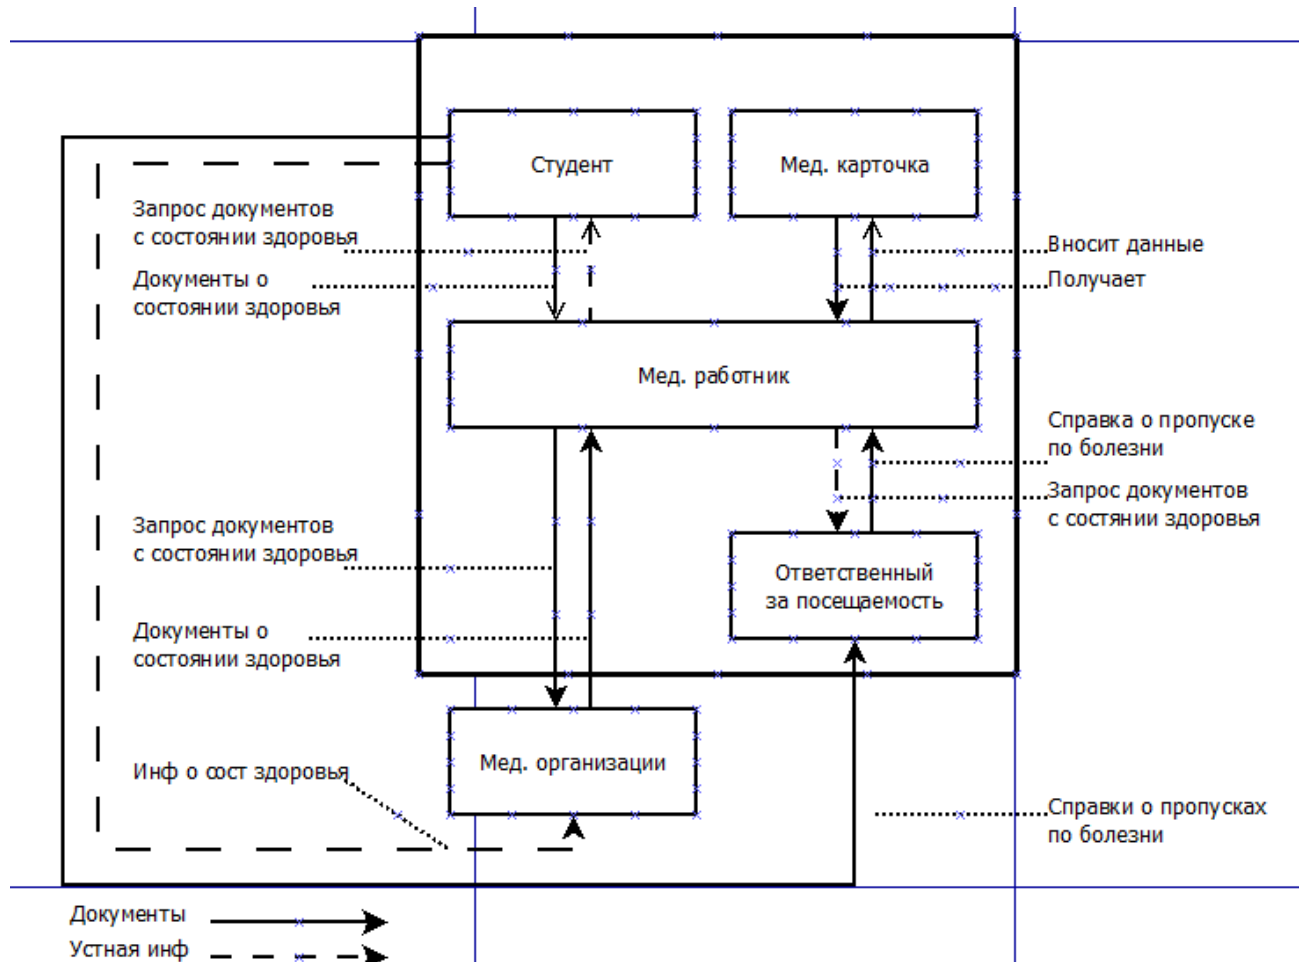 Студент
Мед. карточка
Запрос документов
с состоянии здоровья
Документы о
состоянии здоровья
Вносит данные
Получает
Мед. работник
Справка о пропуске
по болезни
Запрос документов
с состянии здоровья
Запрос документов
с состоянии здоровья
Ответственный
за посещаемость
Документы о
состоянии здоровья
Мед. организации
Инф о сост здоровья
Справки о пропусках
по болезни
Документы
Устная инф